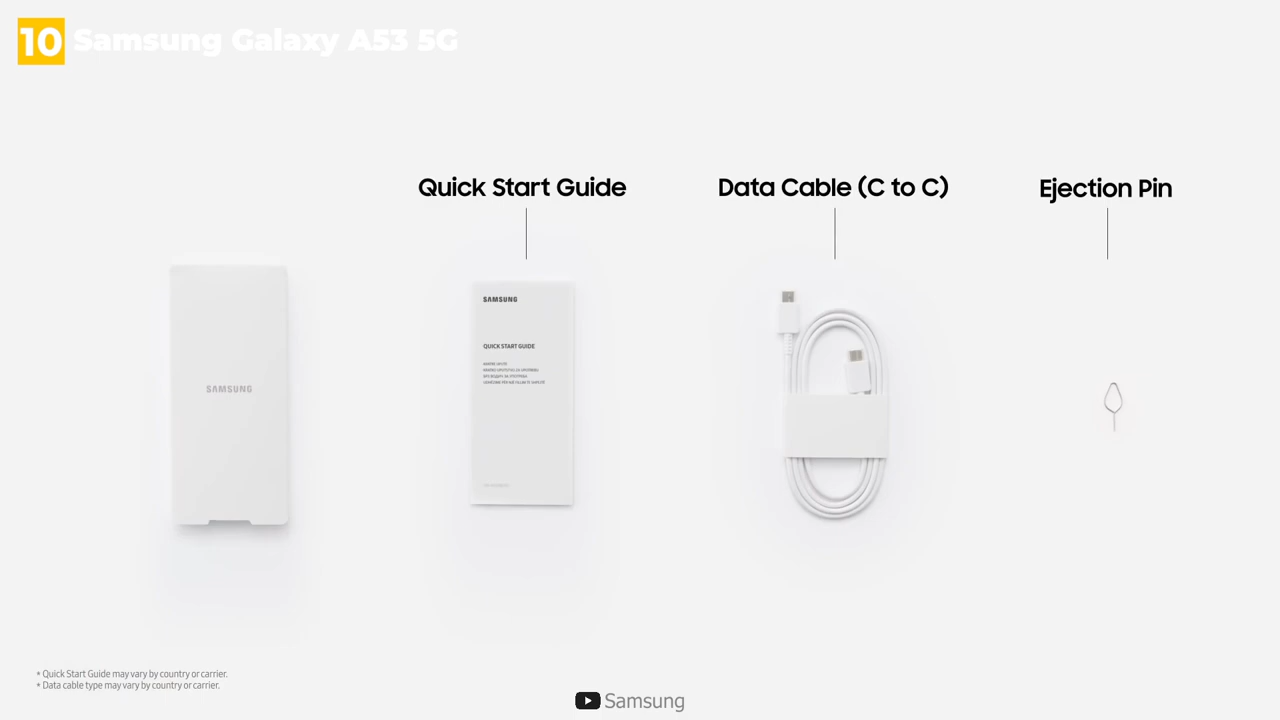 10 Samsung Galaxy A53 5G
Quick Start Guide
Data Cable (C to C)
Ejection Pin
SAMSUNG
SAMSUNG
QUICK START GUIDE
* Quick Start Guide may vary by country or carrier.
* Data cable type may vary by country or carrier.
Samsung